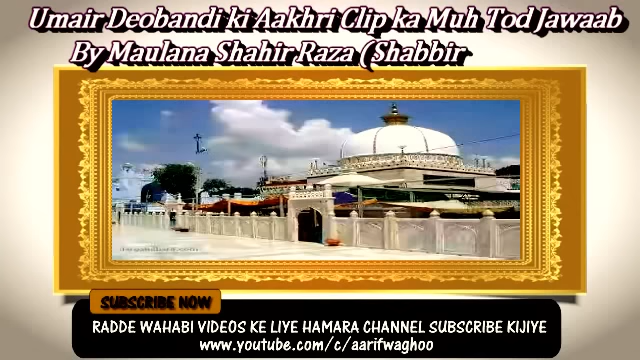 Umair Deobandi ki Aakhri Clip ka Muh Tod Jawaab
By Maulana Shahir Raza (Shabbir
SUBSCRIBE NOW
RADDE WAHABI VIDEOS KE LIYE HAMARA CHANNEL SUBSCRIBE KIJIYE
www.youtube.com/c/aarifwaghoo